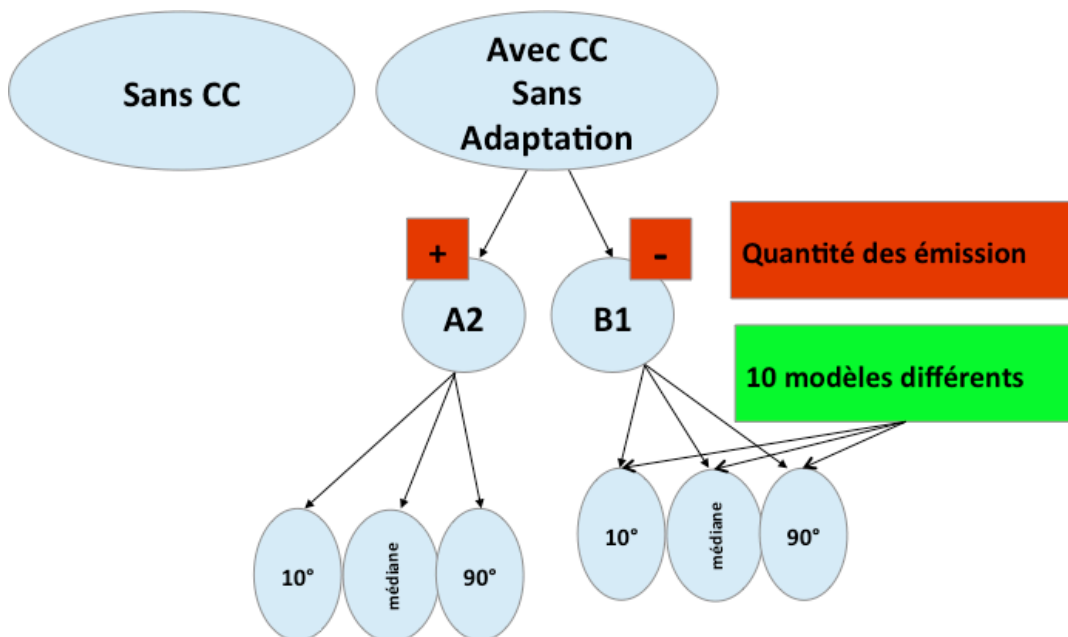 Sans CC
Avec CC
Sans
Adaptation
+
-
Quantité des émission
A2
B1
10 modèles différents
10°
médiane
90°
10°
médiane
90°